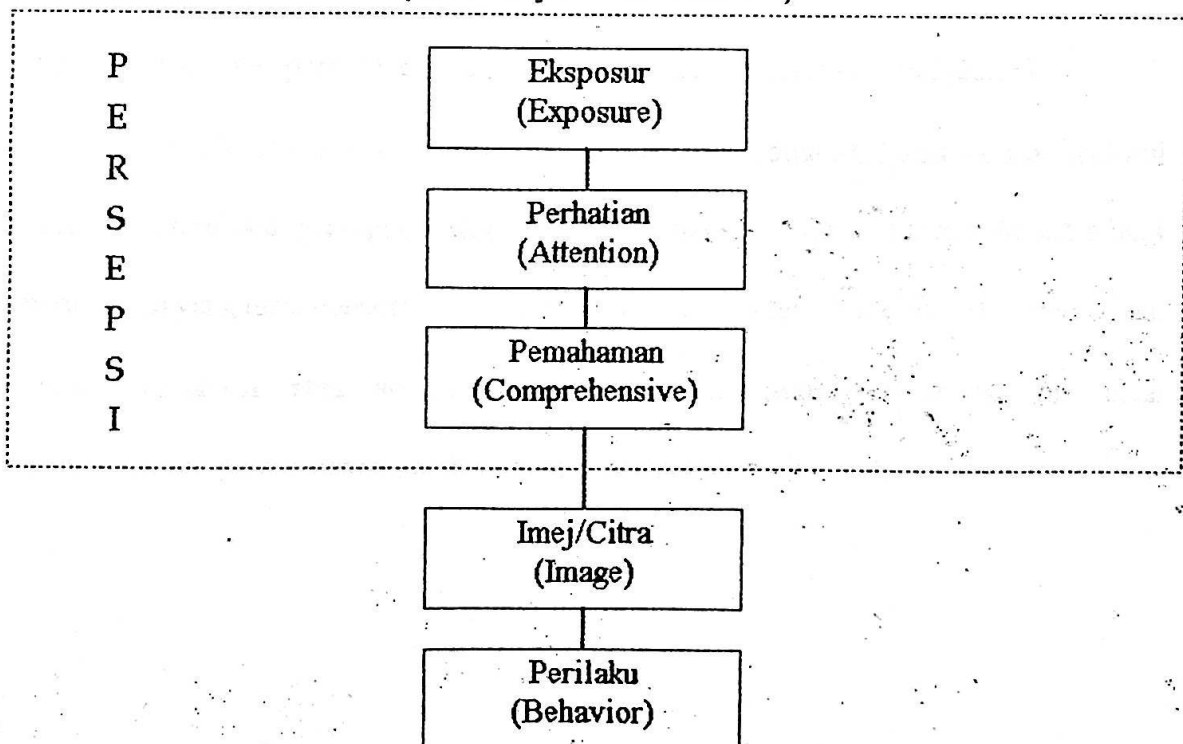 P
E
R
S
E
P
S
I
Eksposur
(Exposure)
Perhatian
(Attention)
Pemahaman
(Comprehensive)
Imej/Citra
(Image)
Perilaku
(Behavior)